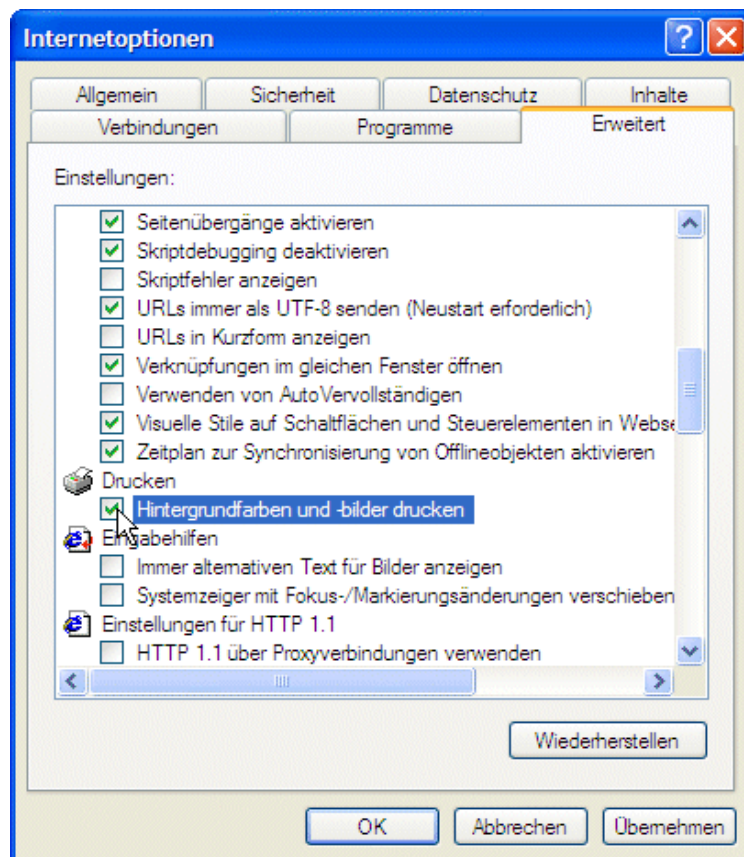 Internetoptionen
Allgemein Sicherheit Datenschutz Inhalte
Verbindungen Programme Erweitert
Einstellungen:
Seitenübergänge aktivieren
Skriptdebugging deaktivieren
Skriptfehler anzeigen
URLs immer als UTF-8 senden (Neustart erforderlich)
URLs in Kurzform anzeigen
Verknüpfungen im gleichen Fenster öffnen
Verwenden von AutoVervollständigen
Visuelle Stile auf Schaltflächen und Steuerelementen in Webse
Zeitplan zur Synchronisierung von Offlineobjekten aktivieren
Drucken
Hintergrundfarben und -bilder drucken
Eingabehilfen
Immer alternativen Text für Bilder anzeigen
Systemzeiger mit Fokus-/Markierungsänderungen verschieben
Einstellungen für HTTP 1.1
HTTP 1.1 über Proxyverbindungen verwenden
Wiederherstellen
OK Abbrechen Übernehmen